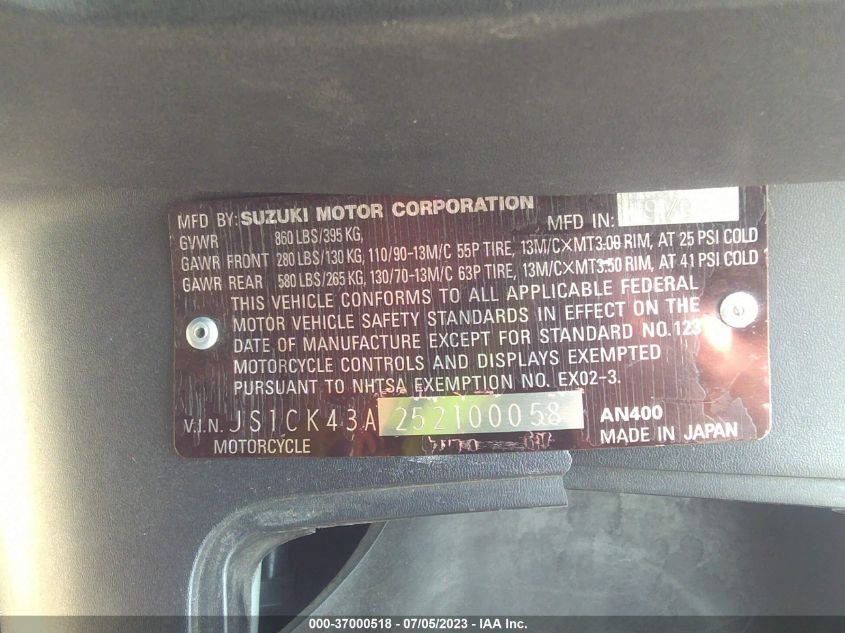 MFD BY: SUZUKI MOTOR CORPORATION MFD IN:
GVWR 860 LBS/395 KG,
GAWR FRONT 280 LBS/130 KG, 110/90-13M/C 55P TIRE, 13M/C×MT3.00 RIM, AT 25 PSI COLD
GAWR REAR 580 LBS/265 KG, 130/70-13M/C 63P TIRE, 13M/C×MT3.50 RIM, AT 41 PSI COLD
THIS VEHICLE CONFORMS TO ALL APPLICABLE FEDERAL
MOTOR VEHICLE SAFETY STANDARDS IN EFFECT ON THE
DATE OF MANUFACTURE EXCEPT FOR STANDARD NO.123
MOTORCYCLE CONTROLS AND DISPLAYS EXEMPTED
PURSUANT TO NHTSA EXEMPTION NO. EX02-3.
V.I.N. JS1CK43A252100058 AN400
MOTORCYCLE MADE IN JAPAN
000-37000518 - 07/05/2023 - IAA Inc.